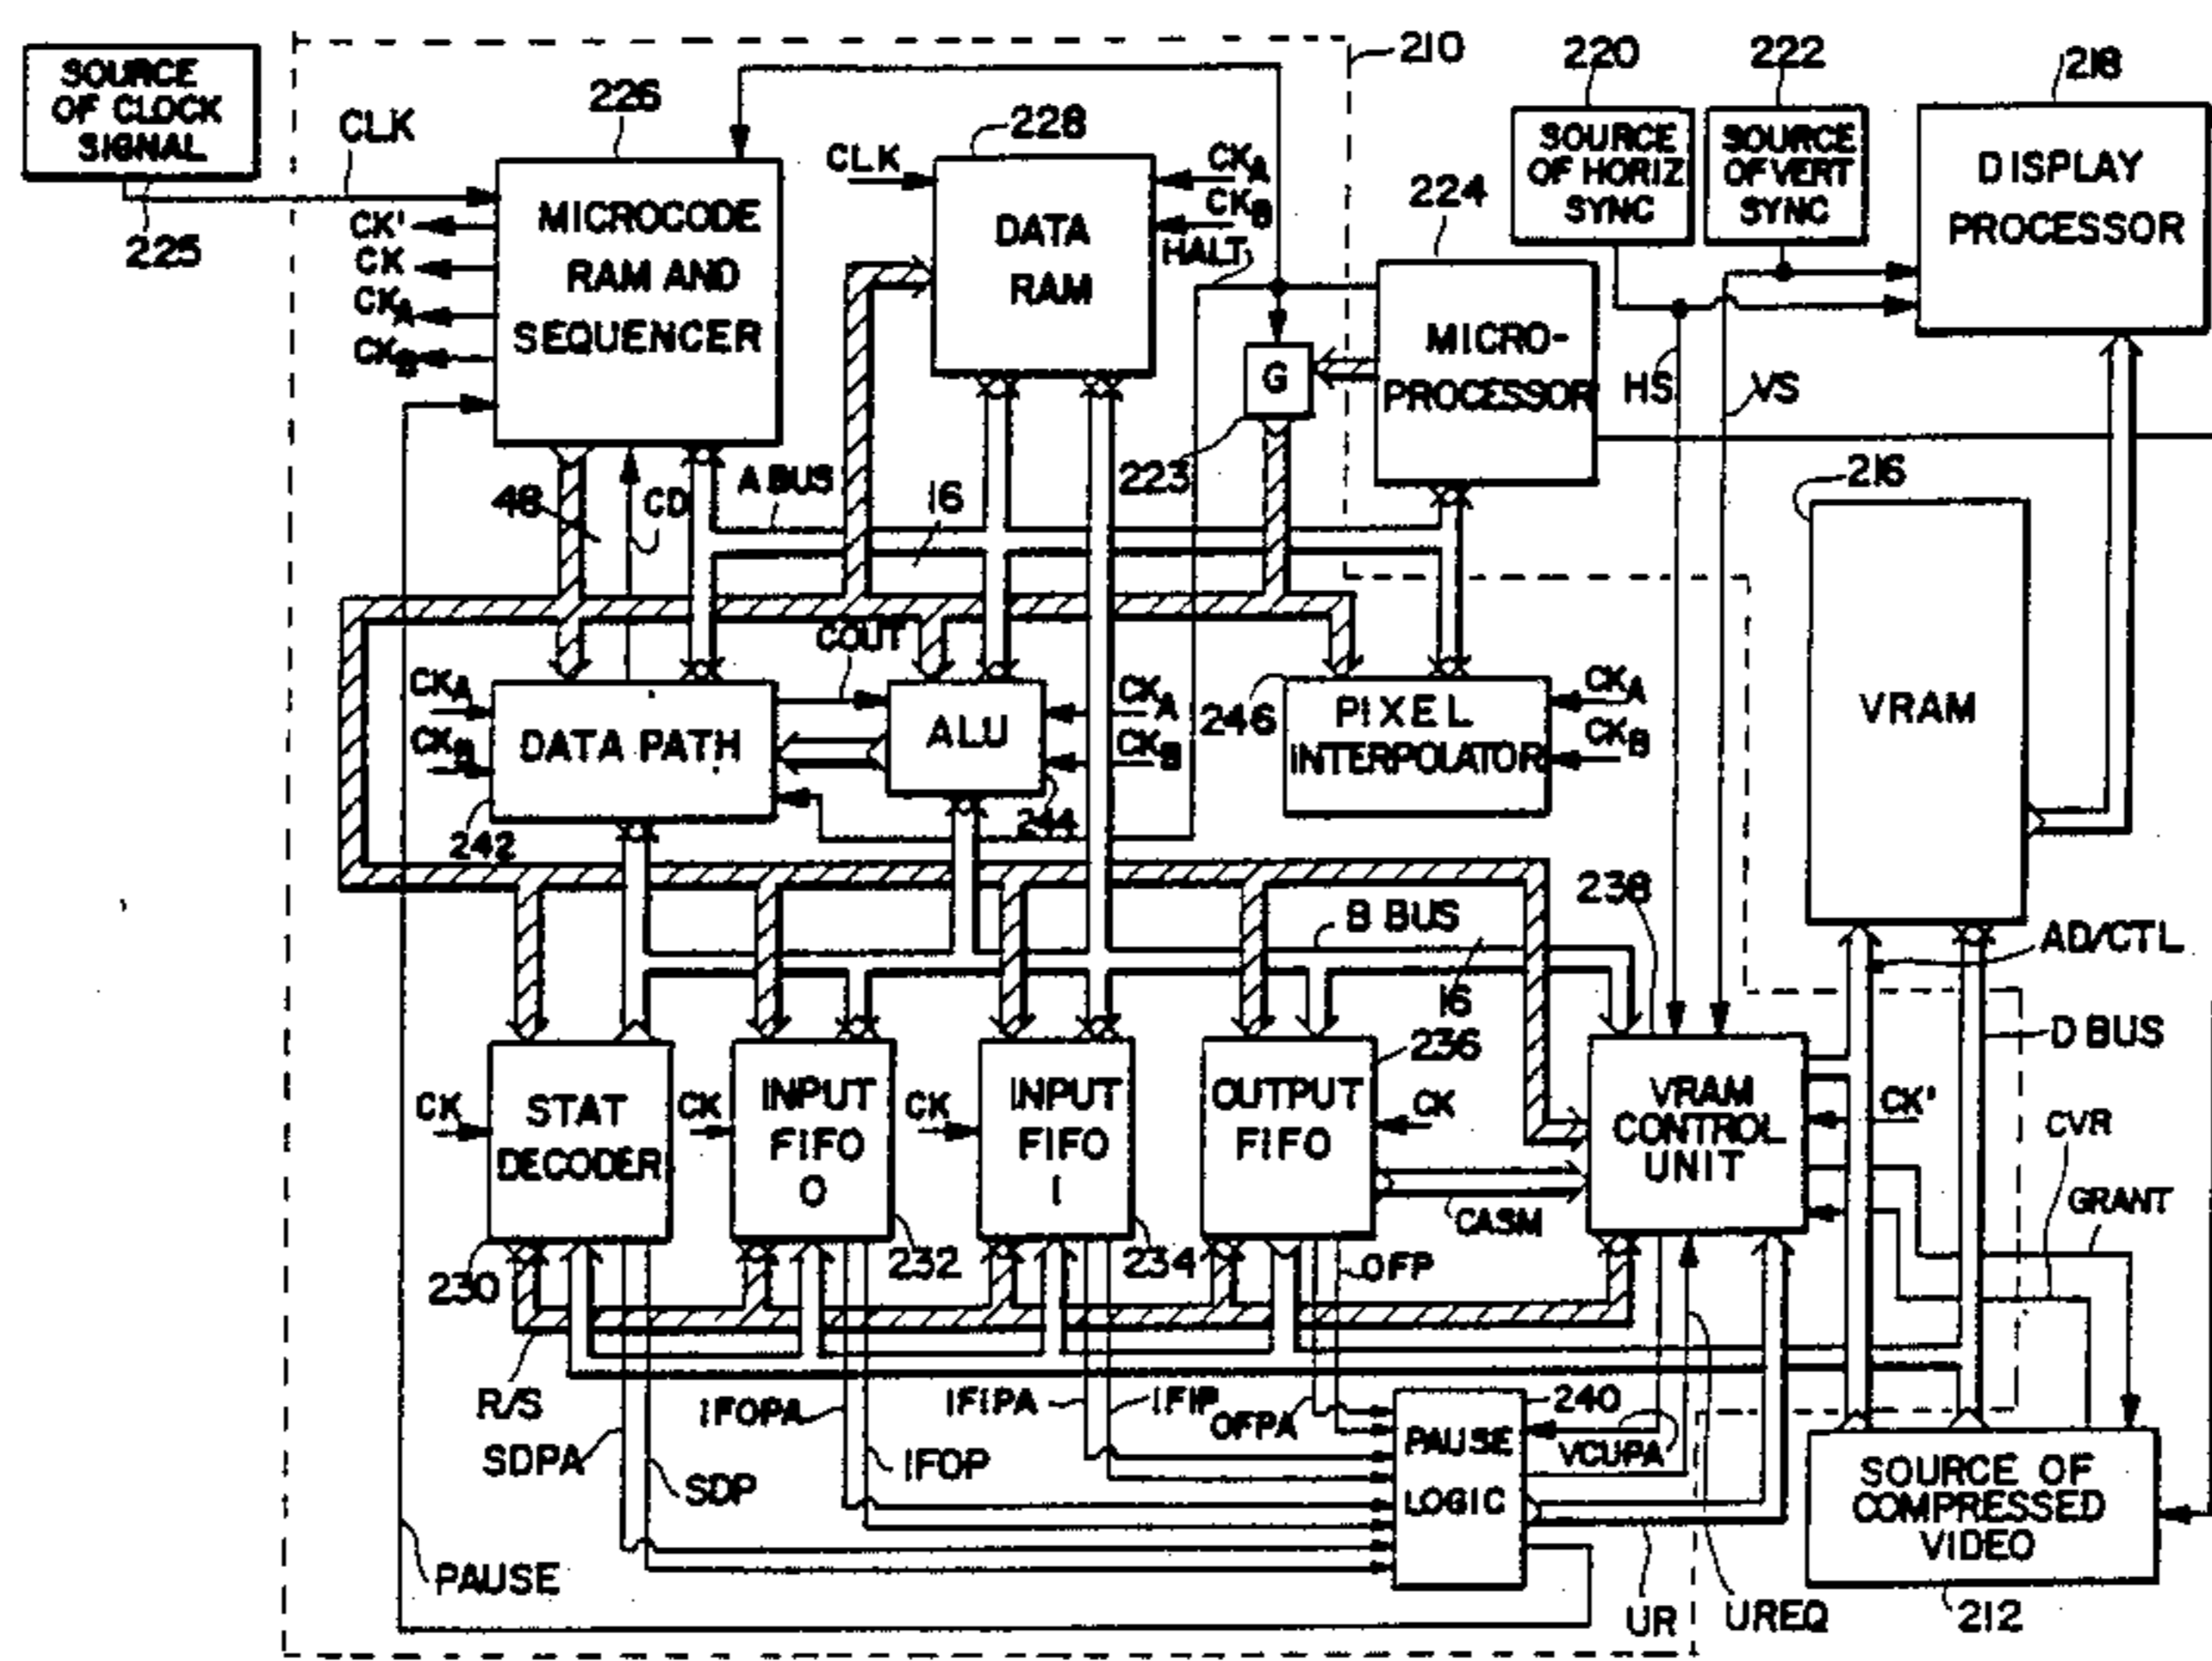 SOURCE
OF CLOCK
SIGNAL
225
CLK
210
226
MICROCODE
RAM AND
SEQUENCER
CK'
CK
CKA
CKB
228
DATA
RAM
CLK
CKA
CKB
HALT
224
MICRO-
PROCESSOR
G
223
220
SOURCE
OF HORIZ
SYNC
222
SOURCE
OF VERT
SYNC
218
DISPLAY
PROCESSOR
HS
VS
216
VRAM
48
CD
A BUS
16
COUT
CKA
CKB
DATA PATH
242
ALU
244
CKA
CKB
246
PIXEL
INTERPOLATOR
CKA
CKB
B BUS
16
238
AD/CTL
D BUS
CK
STAT
DECODER
230
CK
INPUT
FIFO
0
232
CK
INPUT
FIFO
1
234
236
OUTPUT
FIFO
CK
CASM
OFP
VRAM
CONTROL
UNIT
CK'
CVR
GRANT
R/S
SDPA
SDP
IF0PA
IF0P
IF1PA
IF1P
OFPA
240
PAUSE
LOGIC
VCUPA
SOURCE OF
COMPRESSED
VIDEO
212
PAUSE
UR
UREQ